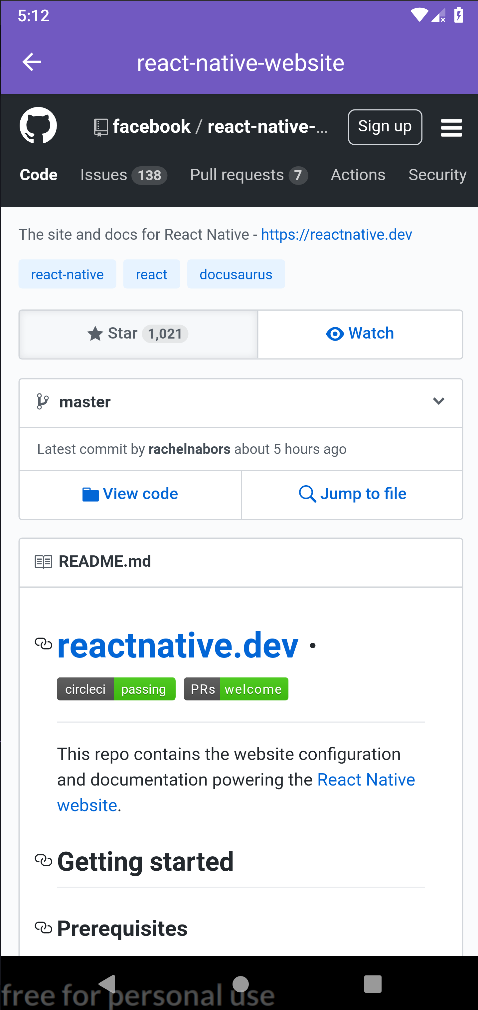 5:12
react-native-website
facebook / react-native-...
Sign up
Code Issues 138 Pull requests 7 Actions Security
The site and docs for React Native - https://reactnative.dev
react-native react docusaurus
Star 1,021 Watch
master
Latest commit by rachelnabors about 5 hours ago
View code Jump to file
README.md
reactnative.dev ·
circleci passing PRs welcome
This repo contains the website configuration
and documentation powering the React Native
website.
Getting started
Prerequisites
free for personal use